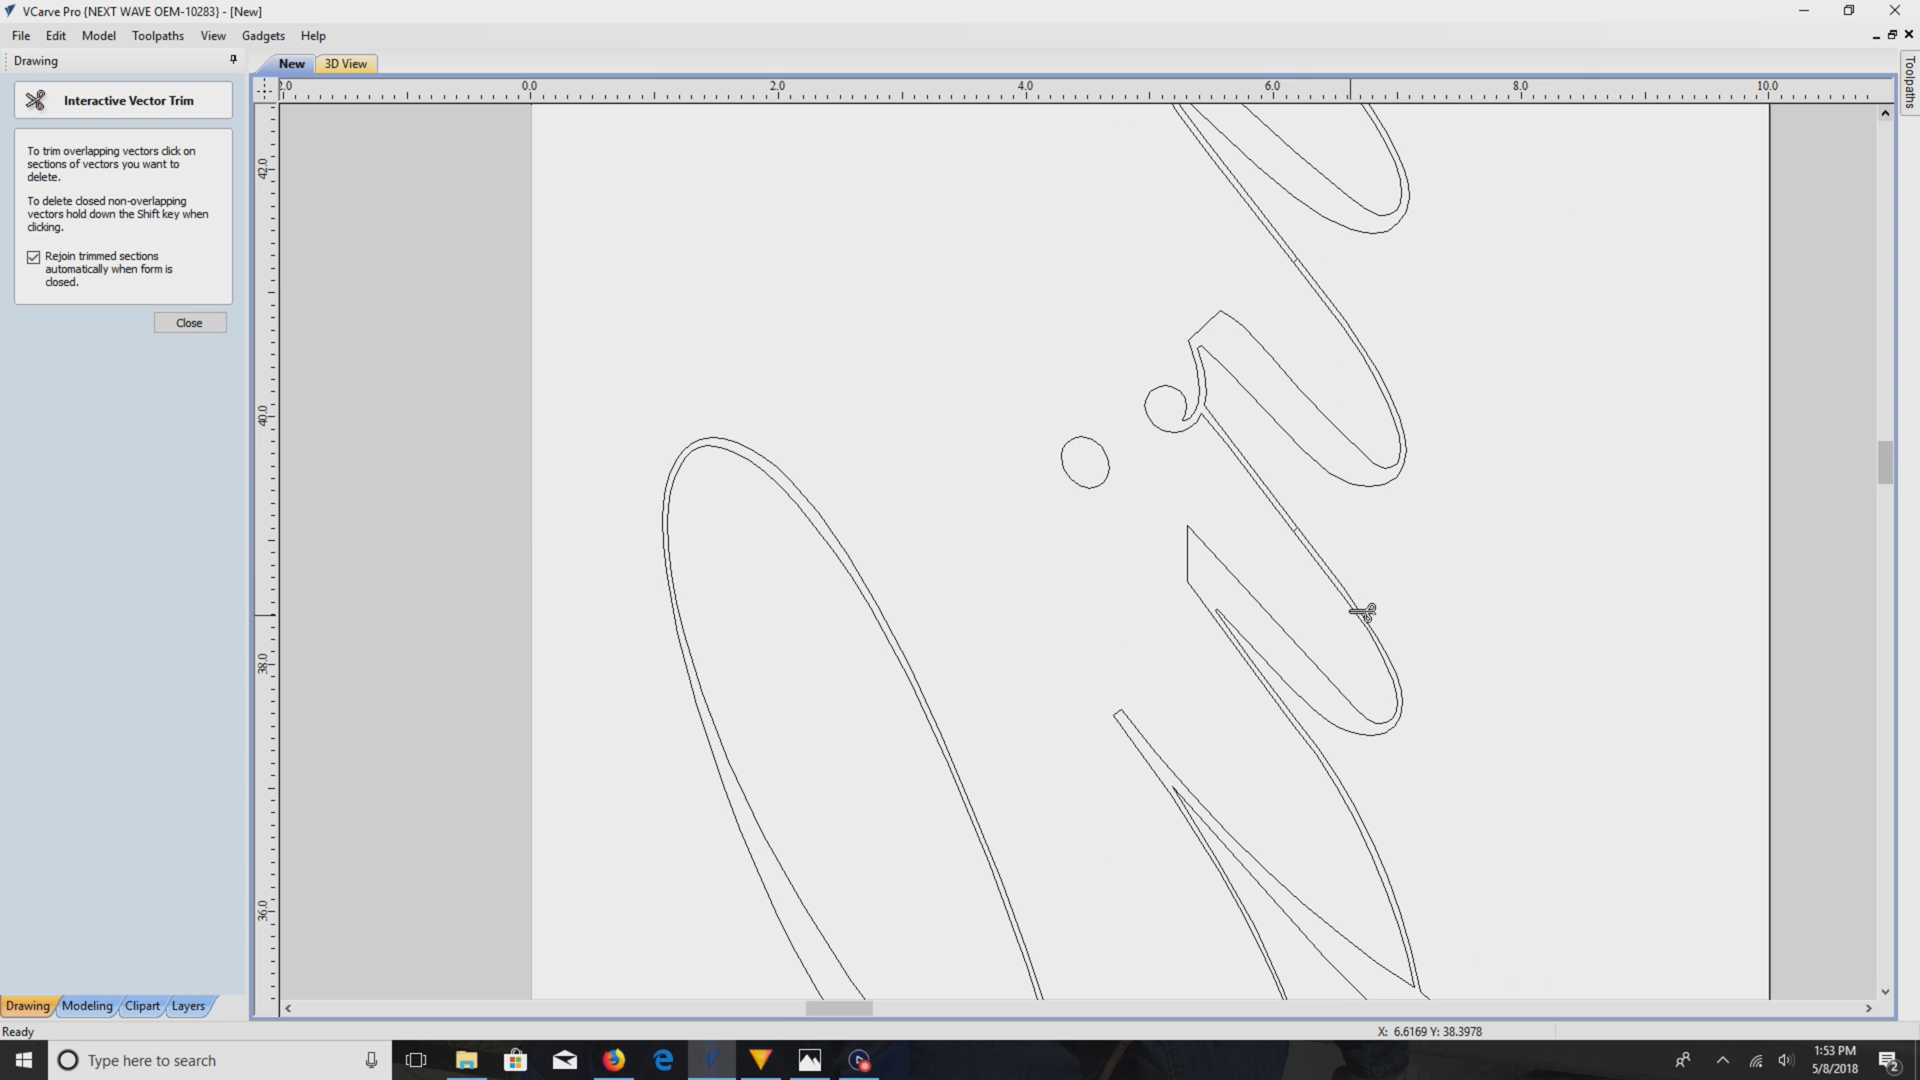 VCarve Pro {NEXT WAVE OEM-10283} - [New]
File Edit Model Toolpaths View Gadgets Help
Drawing
New 3D View
Toolpaths
2.0 0.0 2.0 4.0 6.0 8.0 10.0
Interactive Vector Trim
To trim overlapping vectors click on
sections of vectors you want to
delete.
To delete closed non-overlapping
vectors hold down the Shift key when
clicking.
Rejoin trimmed sections
automatically when form is
closed.
Close
42.0
40.0
38.0
36.0
Drawing Modeling Clipart Layers
Ready
X: 6.6169 Y: 38.3978
Type here to search
1:53 PM
5/8/2018
2